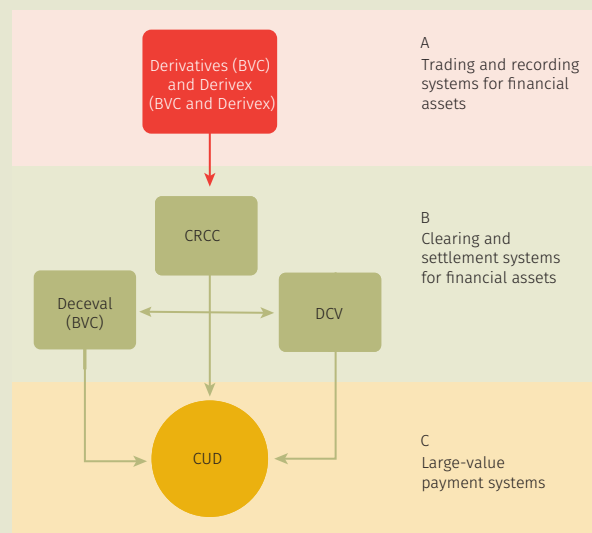 Derivatives (BVC)
and Derivex
(BVC and Derivex)
A
Trading and recording
systems for financial
assets
CRCC
B
Clearing and
settlement systems
for financial assets
Deceval
(BVC)
DCV
CUD
C
Large-value
payment systems